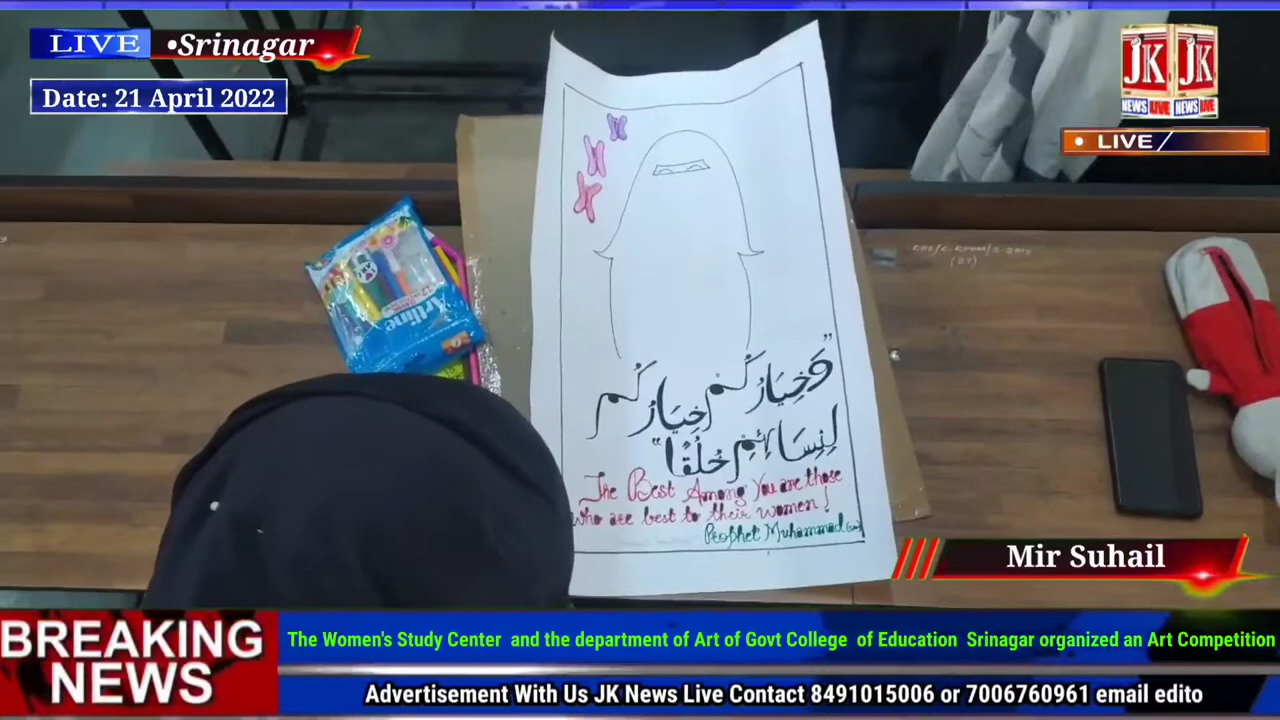 LIVE •Srinagar
Date: 21 April 2022
JK JK
NEWS LIVE NEWS LIVE
• LIVE /
Artline
"وَخِيَارُكُمْ خِيَارُكُمْ
لِنِسَائِهِمْ خُلُقًا"
The Best Among You are those
who are best to their women!
Prophet Muhammad
Mir Suhail
BREAKING NEWS
The Women's Study Center and the department of Art of Govt College of Education Srinagar organized an Art Competition
Advertisement With Us JK News Live Contact 8491015006 or 7006760961 email edito